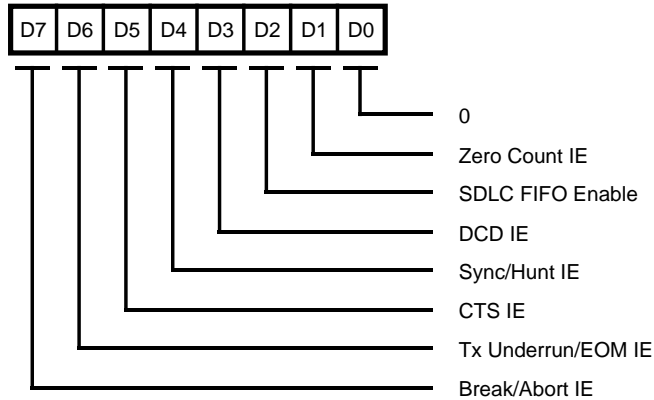 D7 D6 D5 D4 D3 D2 D1 D0
0
Zero Count IE
SDLC FIFO Enable
DCD IE
Sync/Hunt IE
CTS IE
Tx Underrun/EOM IE
Break/Abort IE